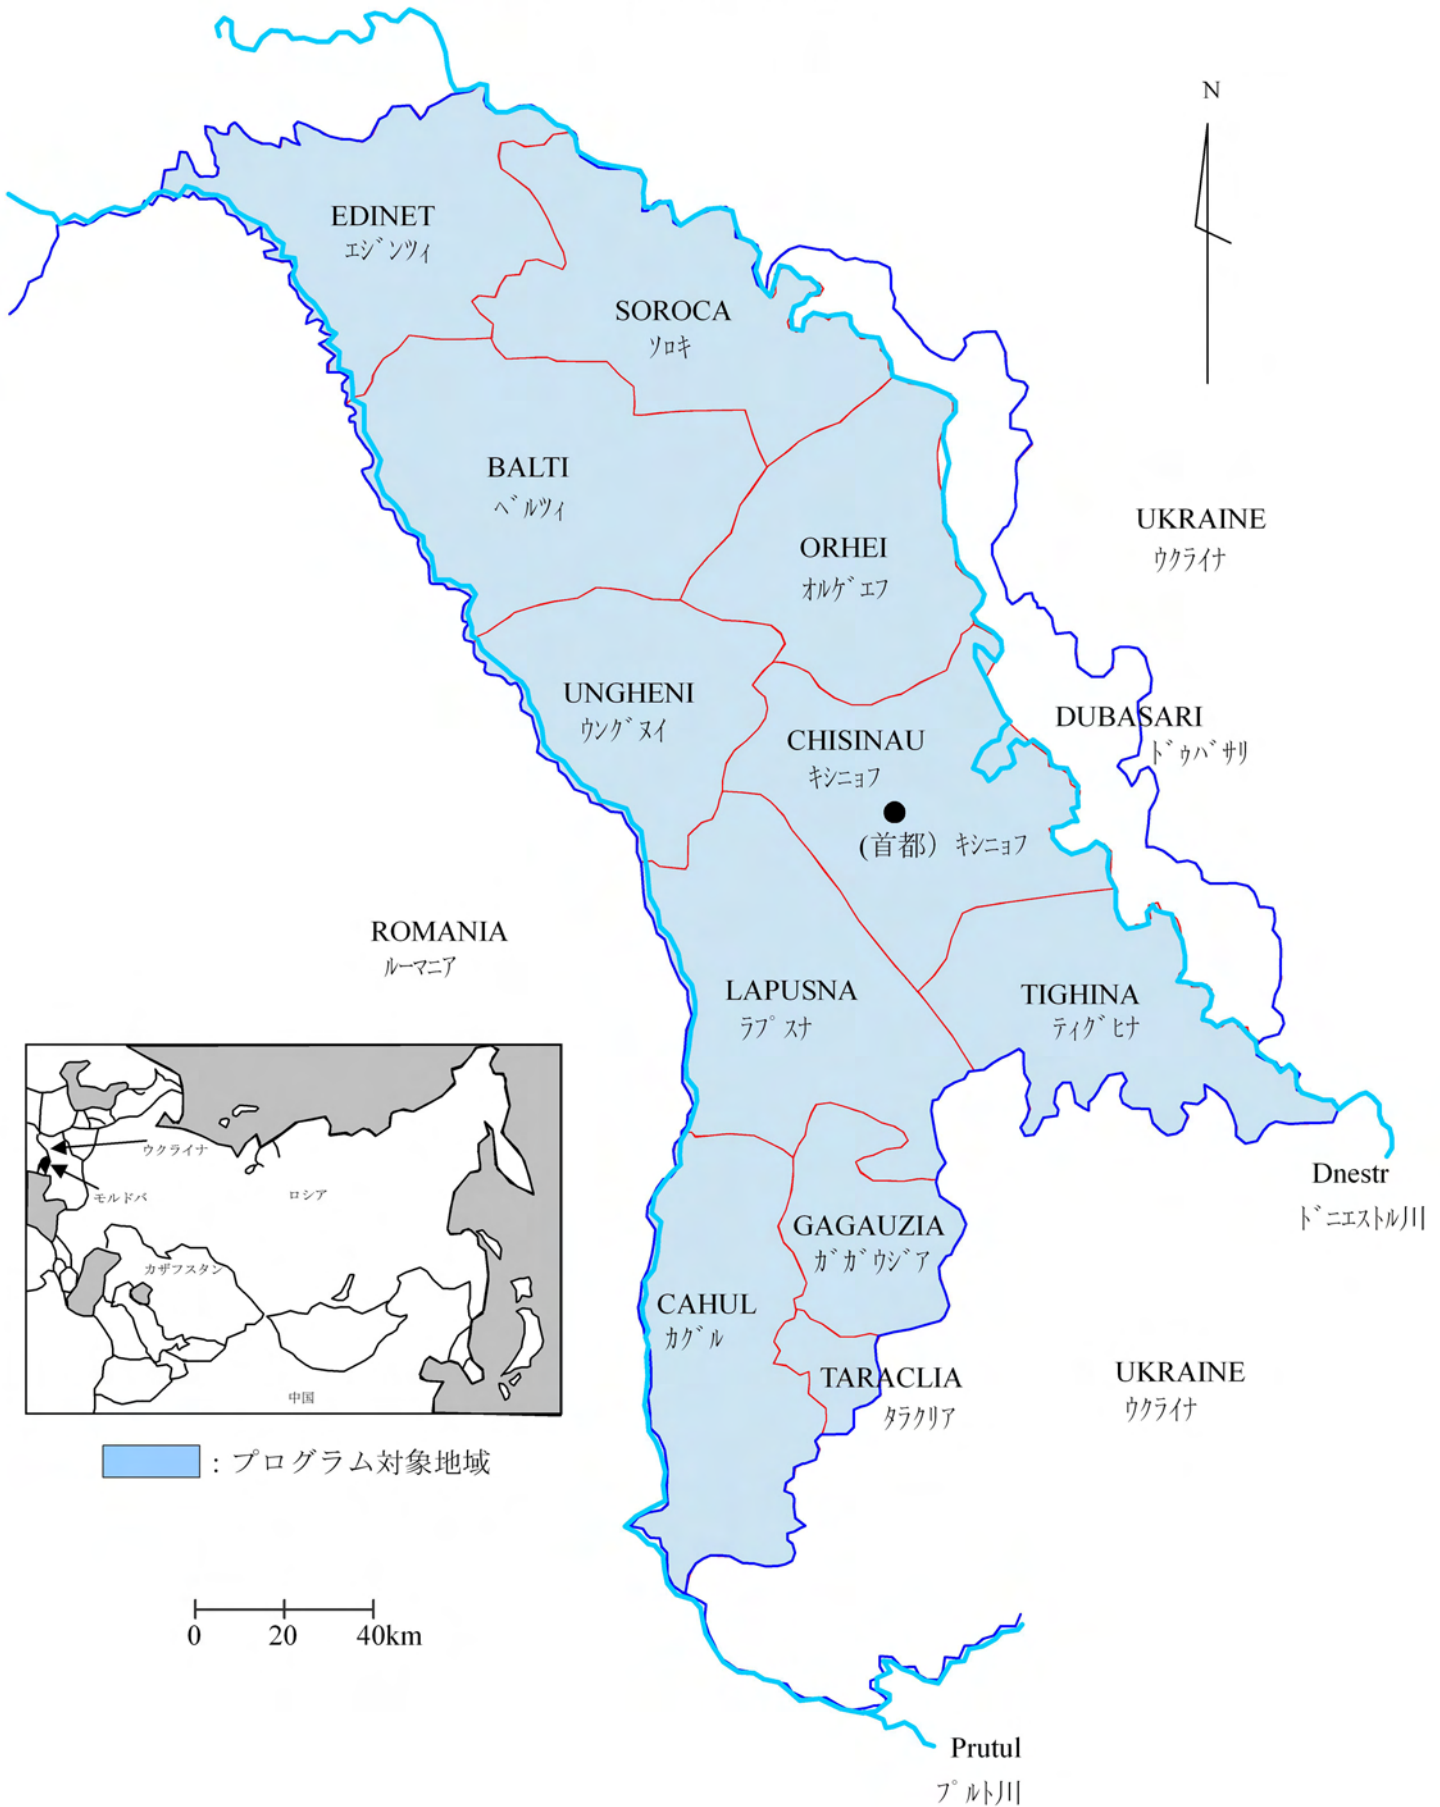 N
EDINET
エジンツィ
SOROCA
ソロキ
BALTI
ベルツィ
UKRAINE
ウクライナ
ORHEI
オルゲエフ
UNGHENI
ウングヌイ
DUBASARI
ドゥバサリ
CHISINAU
キシニョフ
(首都） キシニョフ
ROMANIA
ルーマニア
LAPUSNA
ラプスナ
TIGHINA
ティグヒナ
ウクライナ
モルドバ
ロシア
カザフスタン
中国
Dnestr
ドニエストル川
GAGAUZIA
ガガウジア
CAHUL
カグル
TARACLIA
タラクリア
UKRAINE
ウクライナ
：プログラム対象地域
0 20 40km
Prutul
プルト川